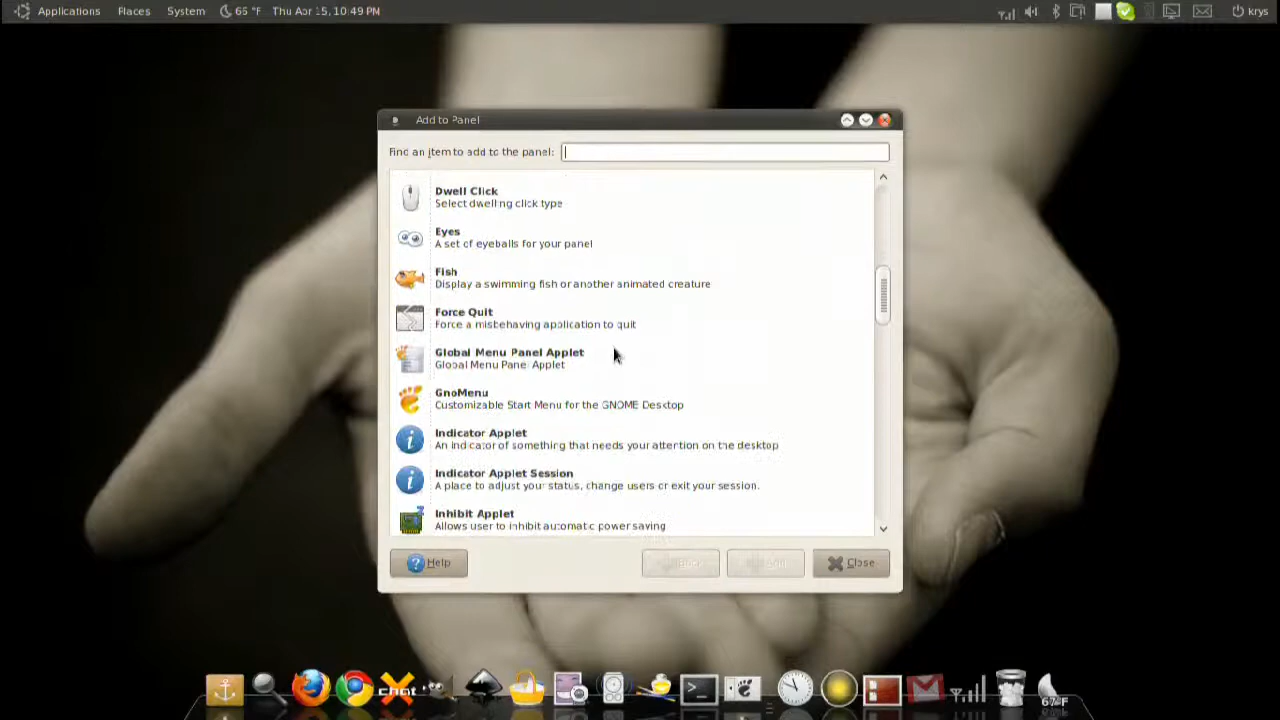 Applications Places System 65 °F Thu Apr 15, 10:49 PM krys
Add to Panel
Find an item to add to the panel:
Dwell Click
Select dwelling click type
Eyes
A set of eyeballs for your panel
Fish
Display a swimming fish or another animated creature
Force Quit
Force a misbehaving application to quit
Global Menu Panel Applet
Global Menu Panel Applet
GnoMenu
Customizable Start Menu for the GNOME Desktop
Indicator Applet
An indicator of something that needs your attention on the desktop
Indicator Applet Session
A place to adjust your status, change users or exit your session.
Inhibit Applet
Allows user to inhibit automatic power saving
Help Back Add Close
chat
67°F